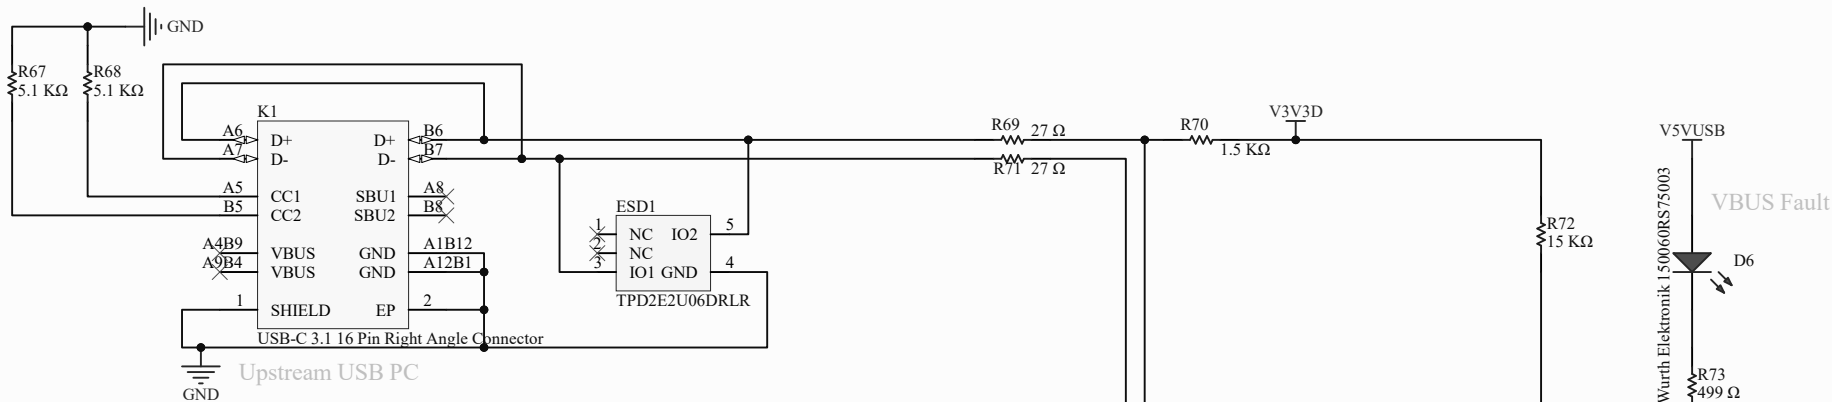 GND
R67
5.1 KΩ
R68
5.1 KΩ
K1
A6
D+
D+
B6
A7
D-
D-
B7
A5
CC1
SBU1
A8
B5
CC2
SBU2
B8
A4B9
VBUS
GND
A1B12
A9B4
VBUS
GND
A12B1
1
SHIELD
EP
2
USB-C 3.1 16 Pin Right Angle Connector
GND
Upstream USB PC
ESD1
1
NC
IO2
5
2
NC
3
IO1
GND
4
TPD2E2U06DRLR
R69
27 Ω
R71
27 Ω
R70
1.5 KΩ
V3V3D
R72
15 KΩ
V5VUSB
Wurth Elektronik 150060RS75003
VBUS Fault
D6
R73
499 Ω